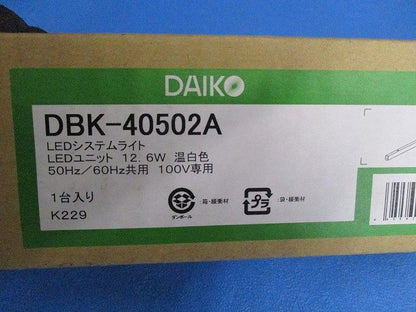 DAIKO
DBK-40502A
LEDシステムライト
LEDユニット 12.6W 温白色
50Hz/60Hz共用 100V専用
1台入り
K229
ダンボール
:箱・緩衝材
プラ
:袋・緩衝材